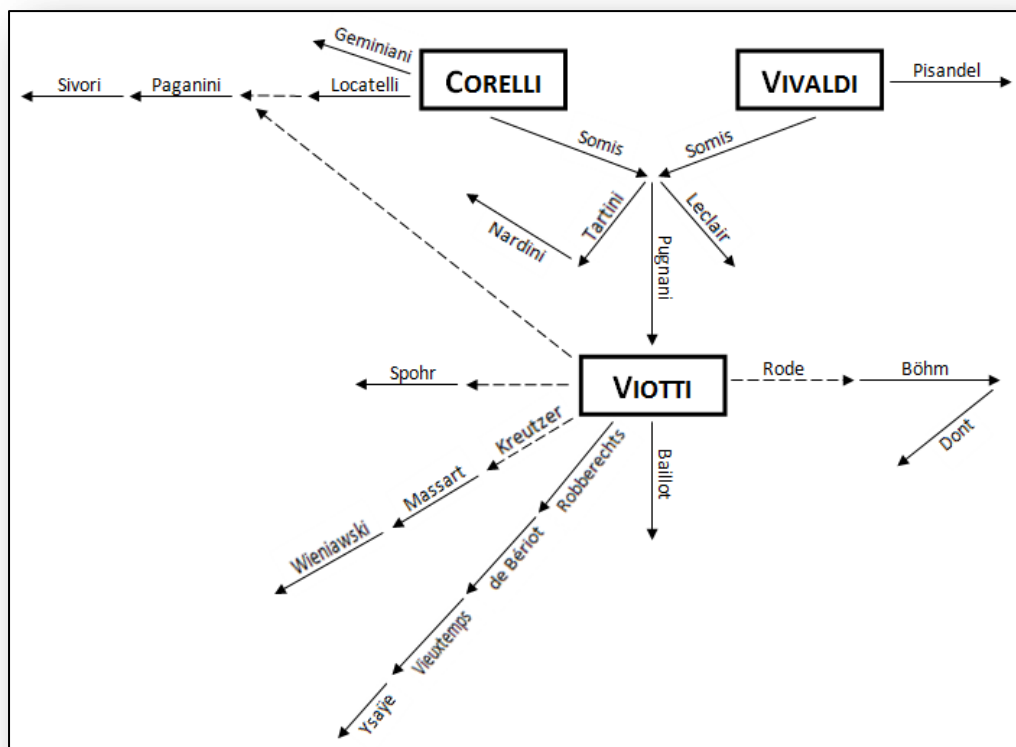 Geminiani
CORELLI
VIVALDI
Pisandel
Sivori
Paganini
Locatelli
Somis
Somis
Tartini
Leclair
Nardini
Pugnani
Spohr
VIOTTI
Rode
Böhm
Dont
Kreutzer
Massart
Wieniawski
Robberechts
Baillot
de Bériot
Vieuxtemps
Ysaÿe